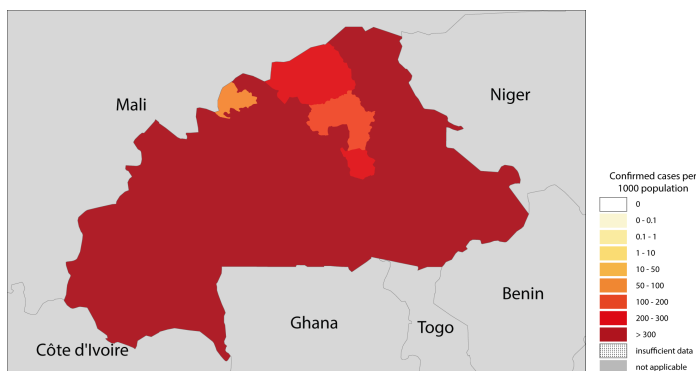 Mali
Niger
Benin
Ghana
Togo
Côte d'Ivoire
Confirmed cases per
1000 population
0
0 - 0.1
0.1 - 1
1 - 10
10 - 50
50 - 100
100 - 200
200 - 300
> 300
insufficient data
not applicable